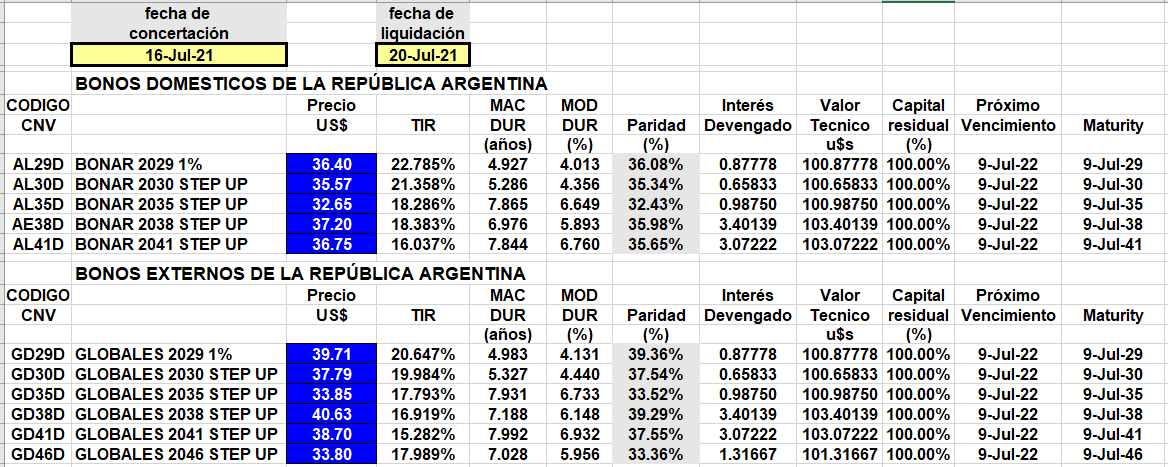 fecha de fecha de
concertación liquidación
16-Jul-21 20-Jul-21
BONOS DOMESTICOS DE LA REPÚBLICA ARGENTINA
CODIGO Precio MAC MOD Interés Valor Capital Próximo
CNV US$ TIR DUR DUR Paridad Devengado Tecnico residual Vencimiento Maturity
(años) (%) (%) u$s (%)
AL29D BONAR 2029 1% 36.40 22.785% 4.927 4.013 36.08% 0.87778 100.87778 100.00% 9-Jul-22 9-Jul-29
AL30D BONAR 2030 STEP UP 35.57 21.358% 5.286 4.356 35.34% 0.65833 100.65833 100.00% 9-Jul-22 9-Jul-30
AL35D BONAR 2035 STEP UP 32.65 18.286% 7.865 6.649 32.43% 0.98750 100.98750 100.00% 9-Jul-22 9-Jul-35
AE38D BONAR 2038 STEP UP 37.20 18.383% 6.976 5.893 35.98% 3.40139 103.40139 100.00% 9-Jul-22 9-Jul-38
AL41D BONAR 2041 STEP UP 36.75 16.037% 7.844 6.760 35.65% 3.07222 103.07222 100.00% 9-Jul-22 9-Jul-41
BONOS EXTERNOS DE LA REPÚBLICA ARGENTINA
CODIGO Precio MAC MOD Interés Valor Capital Próximo
CNV US$ TIR DUR DUR Paridad Devengado Tecnico residual Vencimiento Maturity
(años) (%) (%) u$s (%)
GD29D GLOBALES 2029 1% 39.71 20.647% 4.983 4.131 39.36% 0.87778 100.87778 100.00% 9-Jul-22 9-Jul-29
GD30D GLOBALES 2030 STEP UP 37.79 19.984% 5.327 4.440 37.54% 0.65833 100.65833 100.00% 9-Jul-22 9-Jul-30
GD35D GLOBALES 2035 STEP UP 33.85 17.793% 7.931 6.733 33.52% 0.98750 100.98750 100.00% 9-Jul-22 9-Jul-35
GD38D GLOBALES 2038 STEP UP 40.63 16.919% 7.188 6.148 39.29% 3.40139 103.40139 100.00% 9-Jul-22 9-Jul-38
GD41D GLOBALES 2041 STEP UP 38.70 15.282% 7.992 6.932 37.55% 3.07222 103.07222 100.00% 9-Jul-22 9-Jul-41
GD46D GLOBALES 2046 STEP UP 33.80 17.989% 7.028 5.956 33.36% 1.31667 101.31667 100.00% 9-Jul-22 9-Jul-46